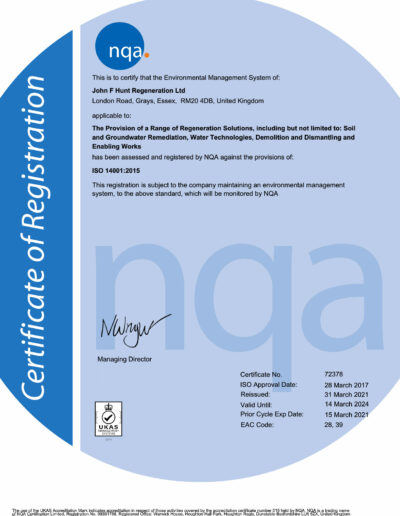 nqa.
This is to certify that the Environmental Management System of:
John F Hunt Regeneration Ltd
London Road, Grays, Essex, RM20 4DB, United Kingdom
applicable to:
The Provision of a Range of Regeneration Solutions, including but not limited to: Soil
and Groundwater Remediation, Water Technologies, Demolition and Dismantling and
Enabling Works
has been assessed and registered by NQA against the provisions of:
ISO 14001:2015
This registration is subject to the company maintaining an environmental management
system, to the above standard, which will be monitored by NQA
Certificate of Registration
nqa
Managing Director
Certificate No. 72378
ISO Approval Date: 28 March 2017
Reissued: 31 March 2021
Valid Until: 14 March 2024
Prior Cycle Exp Date: 15 March 2021
EAC Code: 28, 39
UKAS
MANAGEMENT
SYSTEMS
The use of the UKAS Accreditation Mark indicates accreditation in respect of those activities covered by the accreditation certificate number 015 held by NQA. NQA is a trading name
of NQA Certification Limited, Registration No. Registered Office: Warwick House, Houghton Hall Park, Houghton Regis, Dunstable Bedfordshire LU5 5ZX, United Kingdom